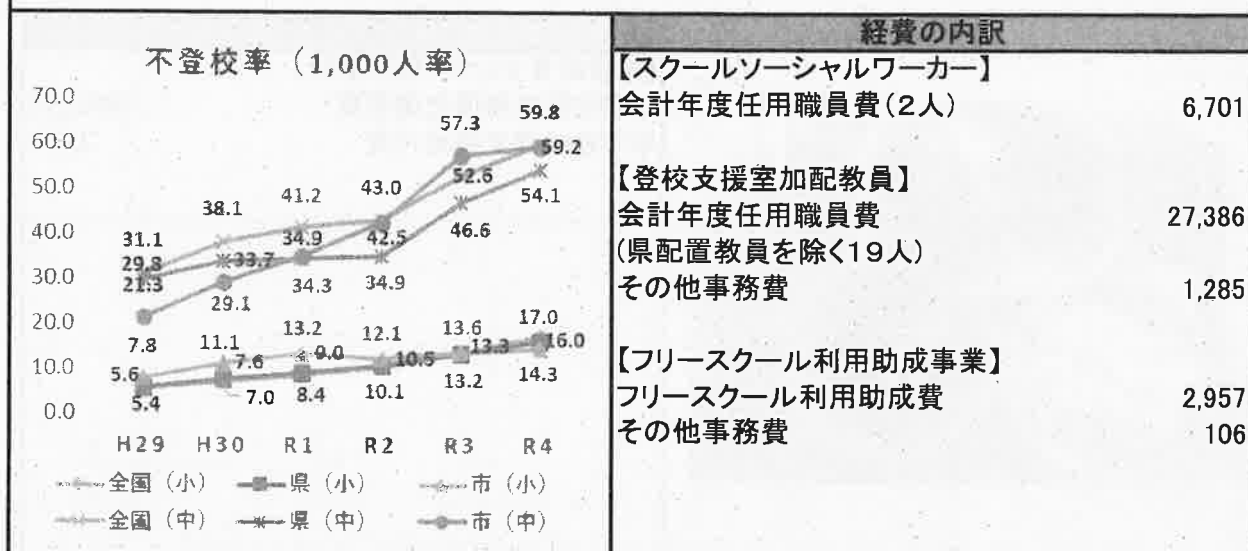 不登校率（1,000人率）
70.0
60.0
50.0
40.0
30.0
20.0
10.0
0.0
31.1 38.1 41.2 43.0 57.3 59.8
29.8 33.7 34.9 42.5 52.6 59.2
21.3 29.1 34.3 34.9 46.6 54.1
7.8 11.1 13.2 12.1 13.6 17.0
5.6 7.6 9.0 10.5 13.3 16.0
5.4 7.0 8.4 10.1 13.2 14.3
H29 H30 R1 R2 R3 R4
全国（小） 県（小） 市（小）
全国（中） 県（中） 市（中）
経費の内訳
【スクールソーシャルワーカー】
会計年度任用職員費（2人） 6,701
【登校支援室加配教員】
会計年度任用職員費 27,386
(県配置教員を除く19人)
その他事務費 1,285
【フリースクール利用助成事業】
フリースクール利用助成費 2,957
その他事務費 106